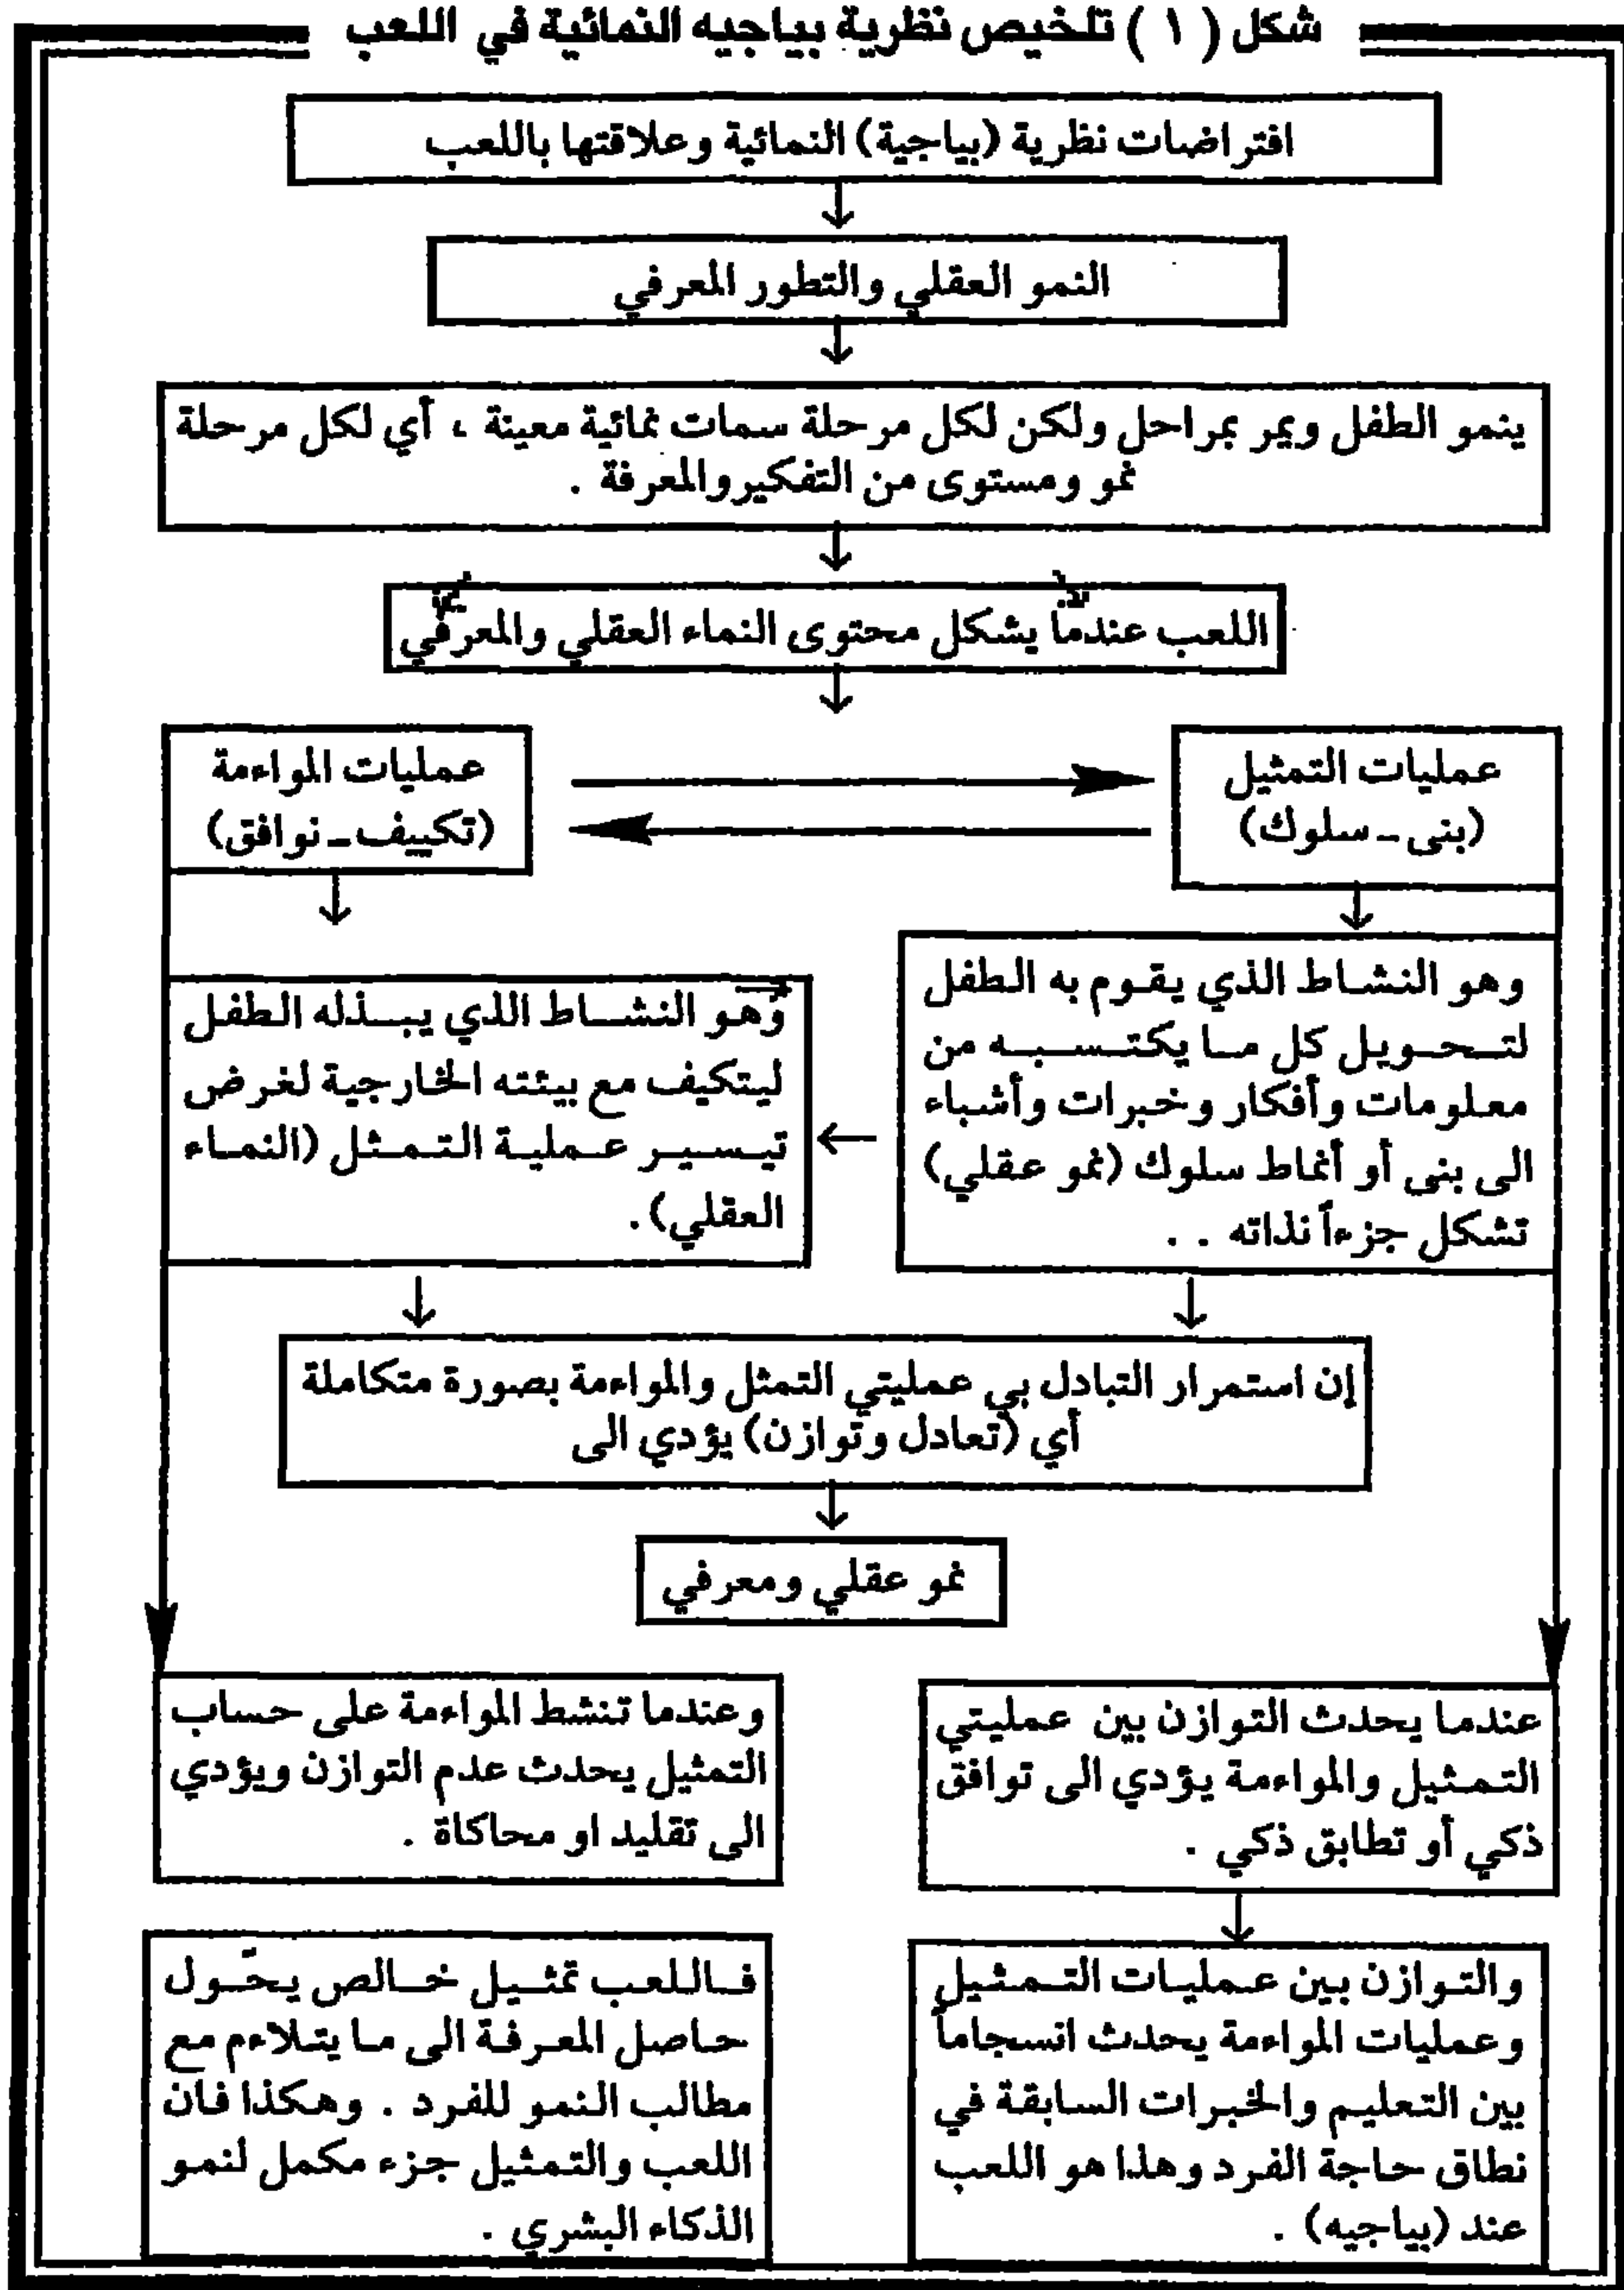 شكل ( ١ ) تلخيص نظرية بياجيه النمائية في اللعب
افتراضات نظرية (بياجية) النمائية وعلاقتها باللعب
النمو العقلي والتطور المعرفي
ينمو الطفل ويمر بمراحل ولكن لكل مرحلة سمات نمائية معينة ، أي لكل مرحلة
نمو ومستوى من التفكير والمعرفة .
اللعب عندما يشكل محتوى النماء العقلي والمعرفي
عمليات التمثيل
(بنى - سلوك)
عمليات المواءمة
(تكييف - نوافق)
وهو النشاط الذي يقوم به الطفل
لتحويل كل ما يكتسبه من
معلومات وأفكار وخبرات وأشباء
الى بنى أو أنماط سلوك (نمو عقلي)
تشكل جزءاً نذاته . .
وهو النشاط الذي يبذله الطفل
ليتكيف مع بيئته الخارجية لغرض
تيسير عملية التمثل (النماء
العقلي) .
إن استمرار التبادل بي عمليتي التمثل والمواءمة بصورة متكاملة
أي (تعادل وتوازن) يؤدي الى
نمو عقلي ومعرفي
عندما يحدث التوازن بين عمليتي
التمثيل والمواءمة يؤدي الى توافق
ذكي أو تطابق ذكي .
وعندما تنشط المواءمة على حساب
التمثيل يحدث عدم التوازن ويؤدي
الى تقليد او محاكاة .
والتوازن بين عمليات التمثيل
وعمليات المواءمة يحدث انسجاماً
بين التعليم والخبرات السابقة في
نطاق حاجة الفرد وهذا هو اللعب
عند (بياجيه) .
فاللعب تمثيل خالص يحّول
حاصل المعرفة الى ما يتلاءم مع
مطالب النمو للفرد . وهكذا فان
اللعب والتمثيل جزء مكمل لنمو
الذكاء البشري .